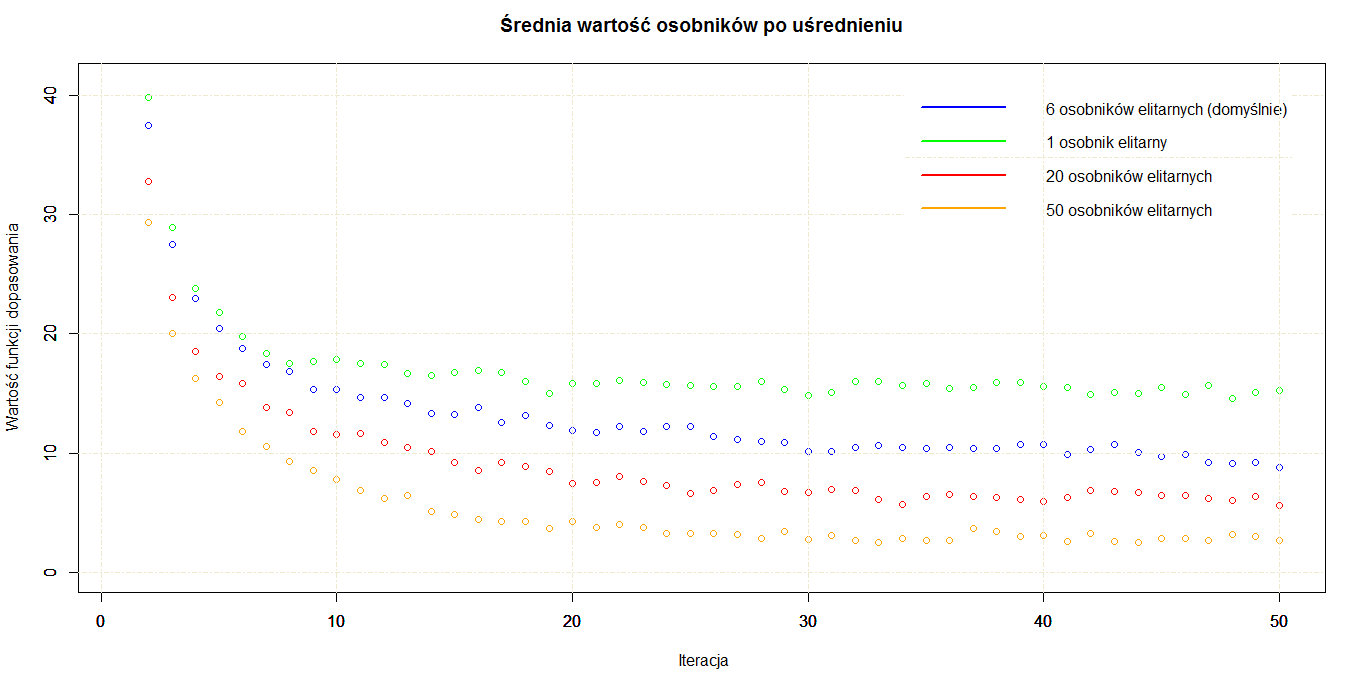 Średnia wartość osobników po uśrednieniu
6 osobników elitarnych (domyślnie)
1 osobnik elitarny
20 osobników elitarnych
50 osobników elitarnych
Wartość funkcji dopasowania
40
30
20
10
0
0 10 20 30 40 50
Iteracja